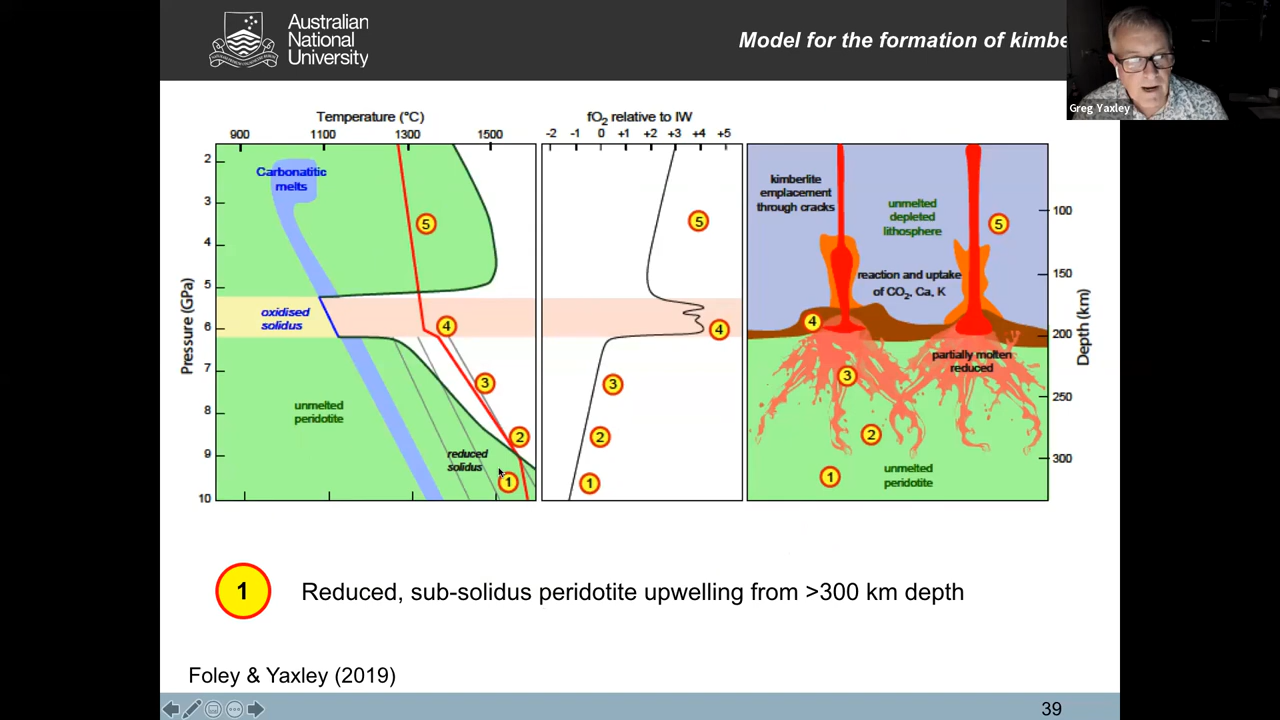 Australian
National
University
Model for the formation of kimbe
Greg Yaxley
Temperature (°C)
900 1100 1300 1500
fO2 relative to IW
-2 -1 0 +1 +2 +3 +4 +5
Pressure (GPa)
2
3
4
5
6
7
8
9
10
Carbonatitic
melts
oxidised
solidus
unmelted
peridotite
reduced
solidus
5
4
3
2
1
5
4
3
2
1
kimberlite
emplacement
through cracks
unmelted
depleted
lithosphere
5
reaction and uptake
of CO2, Ca, K
4
partially molten
reduced
3
2
1
unmelted
peridotite
100
150
200
250
300
Depth (km)
1 Reduced, sub-solidus peridotite upwelling from >300 km depth
Foley & Yaxley (2019)
39